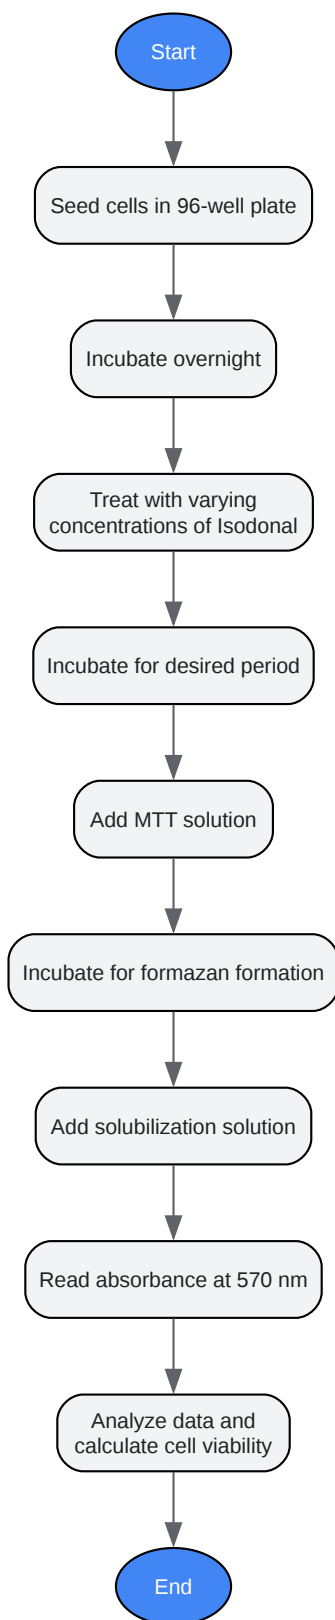 Start
Seed cells in 96-well plate
Incubate overnight
Treat with varying
concentrations of Isodonal
Incubate for desired period
Add MTT solution
Incubate for formazan formation
Add solubilization solution
Read absorbance at 570 nm
Analyze data and
calculate cell viability
End